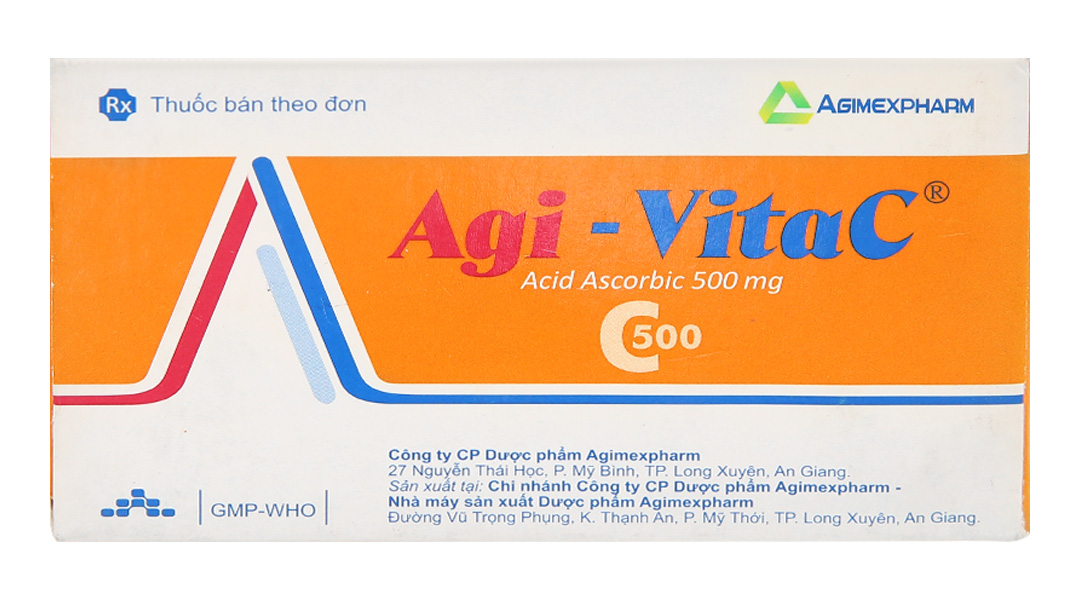 Rx Thuốc bán theo đơn
AGIMEXPHARM
Agi - VitaC®
Acid Ascorbic 500 mg
C500
Công ty CP Dược phẩm Agimexpharm
27 Nguyễn Thái Học, P. Mỹ Bình, TP. Long Xuyên, An Giang.
Sản xuất tại: Chi nhánh Công ty CP Dược phẩm Agimexpharm -
Nhà máy sản xuất Dược phẩm Agimexpharm
Đường Vũ Trọng Phụng, K. Thạnh An, P. Mỹ Thới, TP. Long Xuyên, An Giang.
GMP-WHO